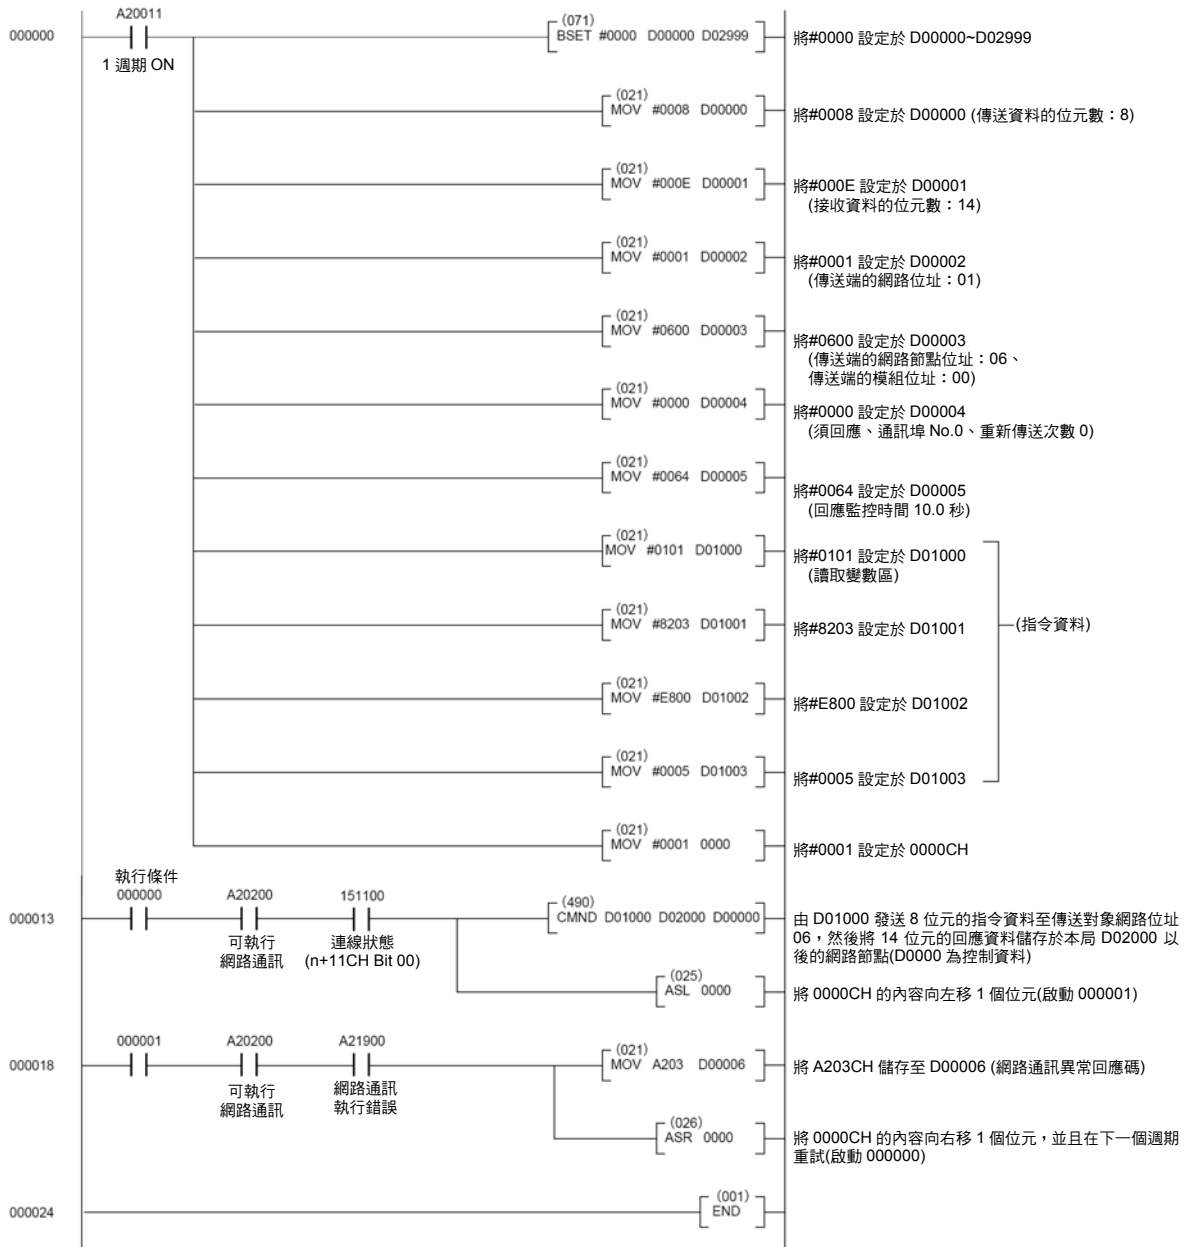 A20011
000000
(071)
BSET #0000 D00000 D02999
將#0000 設定於 D00000~D02999
1 週期 ON
(021)
MOV #0008 D00000
將#0008 設定於 D00000 (傳送資料的位元數：8)
(021)
MOV #000E D00001
將#000E 設定於 D00001
(接收資料的位元數：14)
(021)
MOV #0001 D00002
將#0001 設定於 D00002
(傳送端的網路位址：01)
(021)
MOV #0600 D00003
將#0600 設定於 D00003
(傳送端的網路節點位址：06、
傳送端的模組位址：00)
(021)
MOV #0000 D00004
將#0000 設定於 D00004
(須回應、通訊埠 No.0、重新傳送次數 0)
(021)
MOV #0064 D00005
將#0064 設定於 D00005
(回應監控時間 10.0 秒)
(021)
MOV #0101 D01000
將#0101 設定於 D01000
(讀取變數區)
(021)
MOV #8203 D01001
將#8203 設定於 D01001
(指令資料)
(021)
MOV #E800 D01002
將#E800 設定於 D01002
(021)
MOV #0005 D01003
將#0005 設定於 D01003
(021)
MOV #0001 0000
將#0001 設定於 0000CH
執行條件
000000 A20200 151100
000013
(490)
CMND D01000 D02000 D00000
由 D01000 發送 8 位元的指令資料至傳送對象網路位址
06，然後將 14 位元的回應資料儲存於本局 D02000 以
後的網路節點(D0000 為控制資料)
可執行
網路通訊
連線狀態
(n+11CH Bit 00)
(025)
ASL 0000
將 0000CH 的內容向左移 1 個位元(啟動 000001)
000001 A20200 A21900
000018
(021)
MOV A203 D00006
將 A203CH 儲存至 D00006 (網路通訊異常回應碼)
可執行
網路通訊
網路通訊
執行錯誤
(026)
ASR 0000
將 0000CH 的內容向右移 1 個位元，並且在下一個週期
重試(啟動 000000)
000024
(001)
END